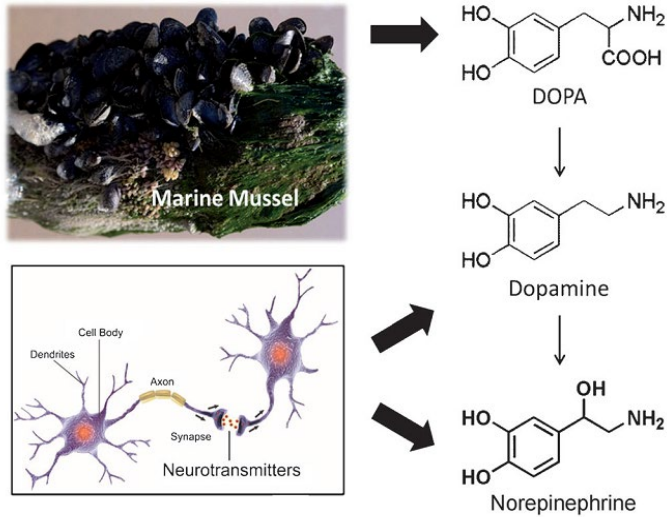 Marine Mussel
HO
NH₂
HO
COOH
DOPA
HO
NH₂
HO
Dopamine
OH
HO
NH₂
HO
Norepinephrine
Cell Body
Dendrites
Axon
Synapse
Neurotransmitters